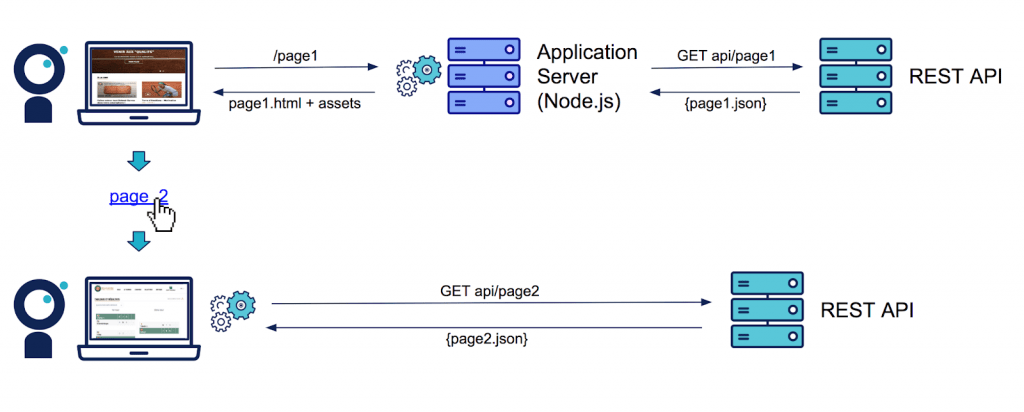 /page1
page1.html + assets
Application
Server
(Node.js)
GET api/page1
{page1.json}
REST API
page 2
GET api/page2
{page2.json}
REST API